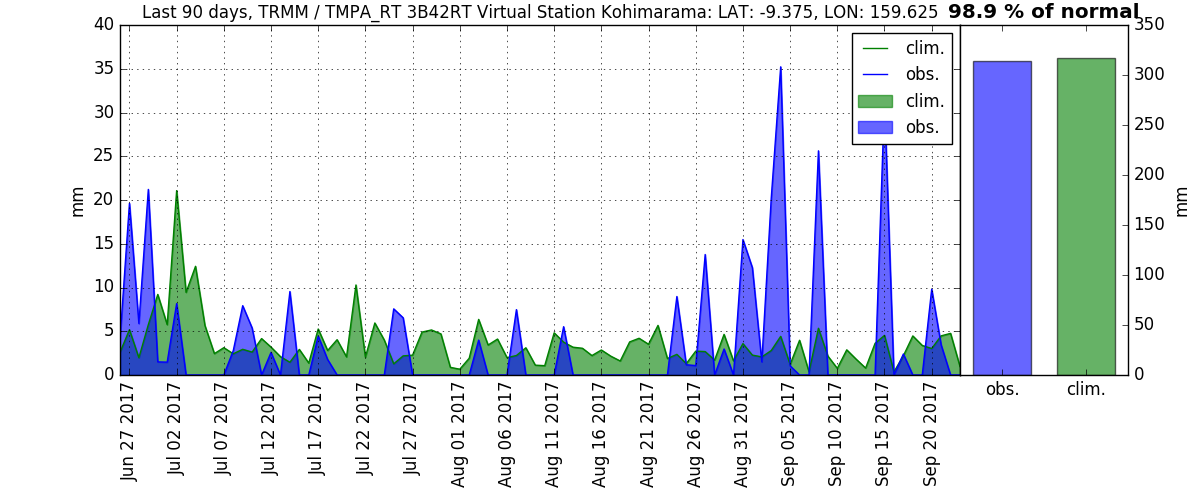 Last 90 days, TRMM / TMPA_RT 3B42RT Virtual Station Kohimarama: LAT: -9.375, LON: 159.625 98.9 % of normal
40
35
30
25
20
15
10
5
0
mm
clim.
obs.
clim.
obs.
350
300
250
200
150
100
50
0
mm
Jun 27 2017
Jul 02 2017
Jul 07 2017
Jul 12 2017
Jul 17 2017
Jul 22 2017
Jul 27 2017
Aug 01 2017
Aug 06 2017
Aug 11 2017
Aug 16 2017
Aug 21 2017
Aug 26 2017
Aug 31 2017
Sep 05 2017
Sep 10 2017
Sep 15 2017
Sep 20 2017
obs.
clim.